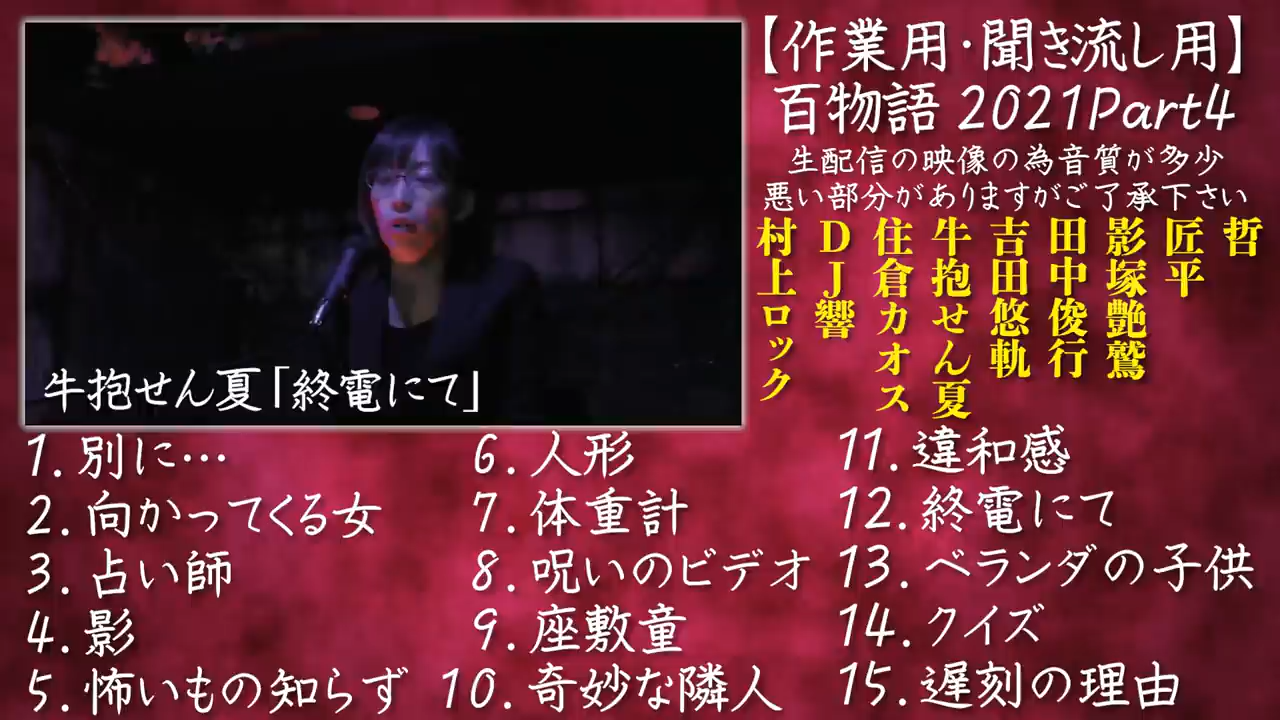 【作業用・聞き流し用】
百物語 2021Part4
生配信の映像の為音質が多少
悪い部分がありますがご了承下さい
哲
匠平
影塚艶鷲
田中俊行
吉田悠軌
牛抱せん夏
住倉カオス
DJ響
村上ロック
牛抱せん夏「終電にて」
1.別に…
2.向かってくる女
3.占い師
4.影
5.怖いもの知らず
6.人形
7.体重計
8.呪いのビデオ
9.座敷童
10.奇妙な隣人
11.違和感
12.終電にて
13.ベランダの子供
14.クイズ
15.遅刻の理由